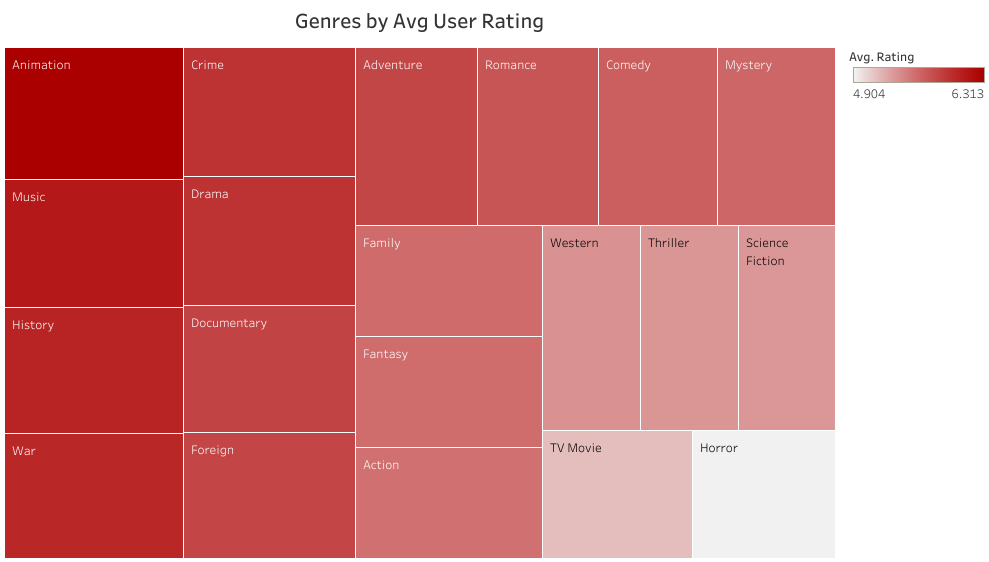 Genres by Avg User Rating
Animation
Crime
Adventure
Romance
Comedy
Mystery
Avg. Rating
4.904
6.313
Music
Drama
Family
Western
Thriller
Science
Fiction
History
Documentary
Fantasy
War
Foreign
Action
TV Movie
Horror